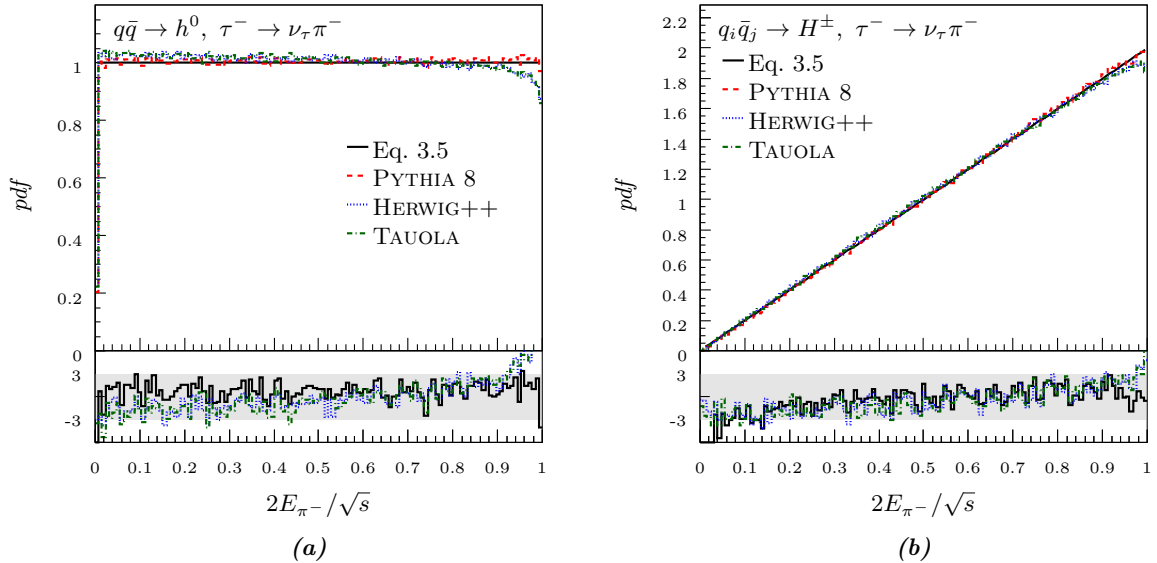 qq̄ → h⁰, τ⁻ → ν_τ π⁻
Eq. 3.5
PYTHIA 8
HERWIG++
TAUOLA
pdf
1
0.8
0.6
0.4
0.2
0
3
-3
0 0.1 0.2 0.3 0.4 0.5 0.6 0.7 0.8 0.9 1
2E_π⁻/√s
(a)
q_i q̄_j → H^±, τ⁻ → ν_τ π⁻
Eq. 3.5
PYTHIA 8
HERWIG++
TAUOLA
pdf
2.2
2
1.8
1.6
1.4
1.2
1
0.8
0.6
0.4
0.2
0
3
-3
0 0.1 0.2 0.3 0.4 0.5 0.6 0.7 0.8 0.9 1
2E_π⁻/√s
(b)